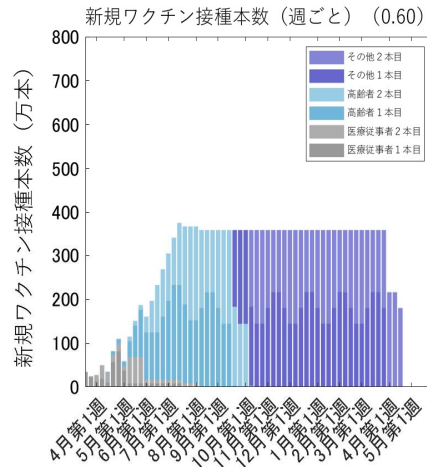 新規ワクチン接種本数（週ごと）（0.60）
新規ワクチン接種本数（万本）
800
700
600
500
400
300
200
100
0
その他２本目
その他１本目
高齢者２本目
高齢者１本目
医療従事者２本目
医療従事者１本目
4月第1週
5月第1週
6月第1週
7月第1週
8月第1週
9月第1週
10月第1週
11月第1週
12月第1週
1月第1週
2月第1週
3月第1週
4月第1週
5月第1週